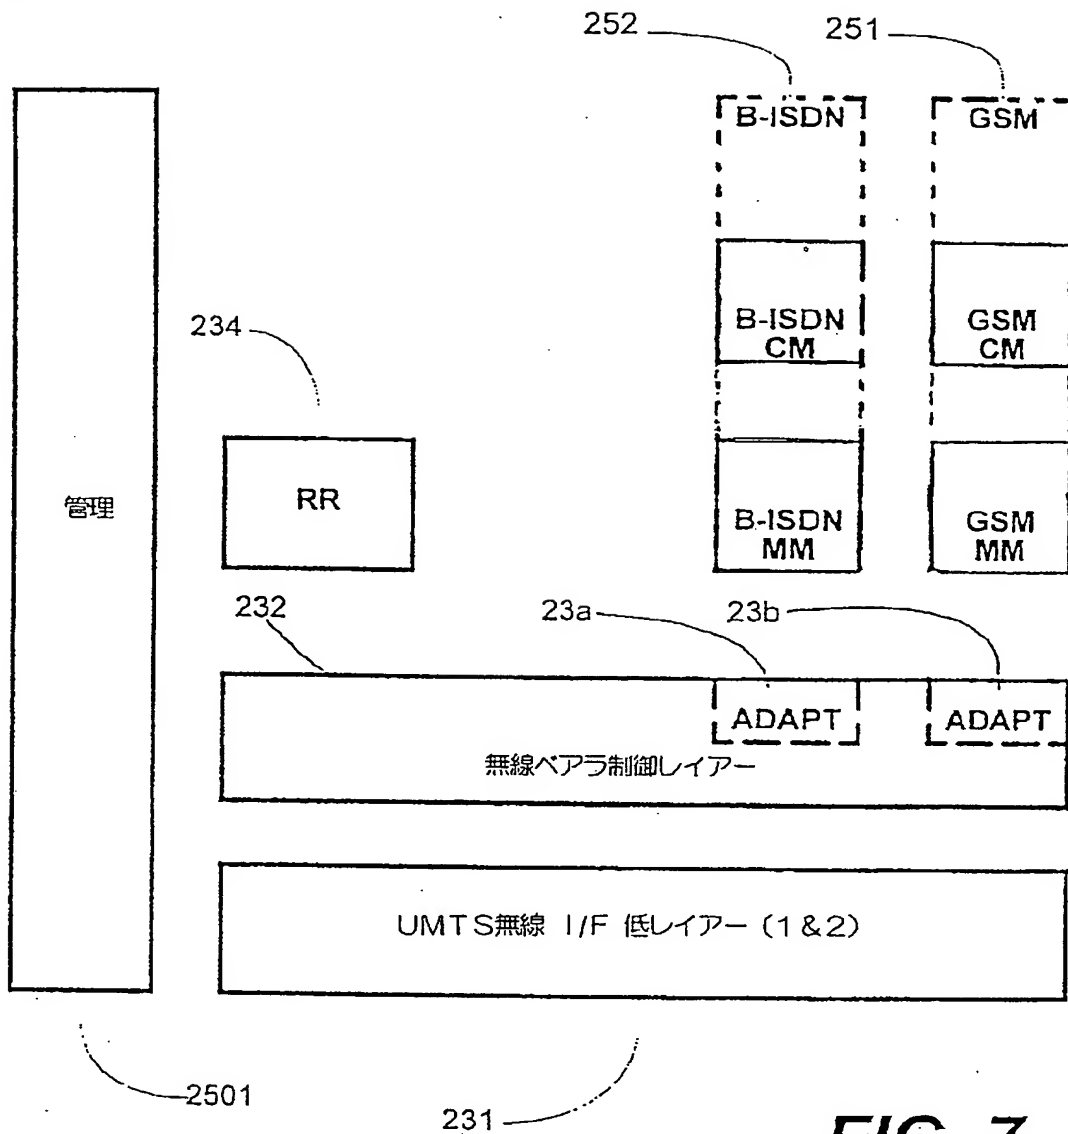 252
251
B-ISDN
GSM
234
B-ISDN
CM
GSM
CM
管理
RR
B-ISDN
MM
GSM
MM
232
23a
23b
ADAPT
ADAPT
無線ベアラ制御レイアー
UMTS無線 I/F 低レイアー (1&2)
2501
231
FIG. 7